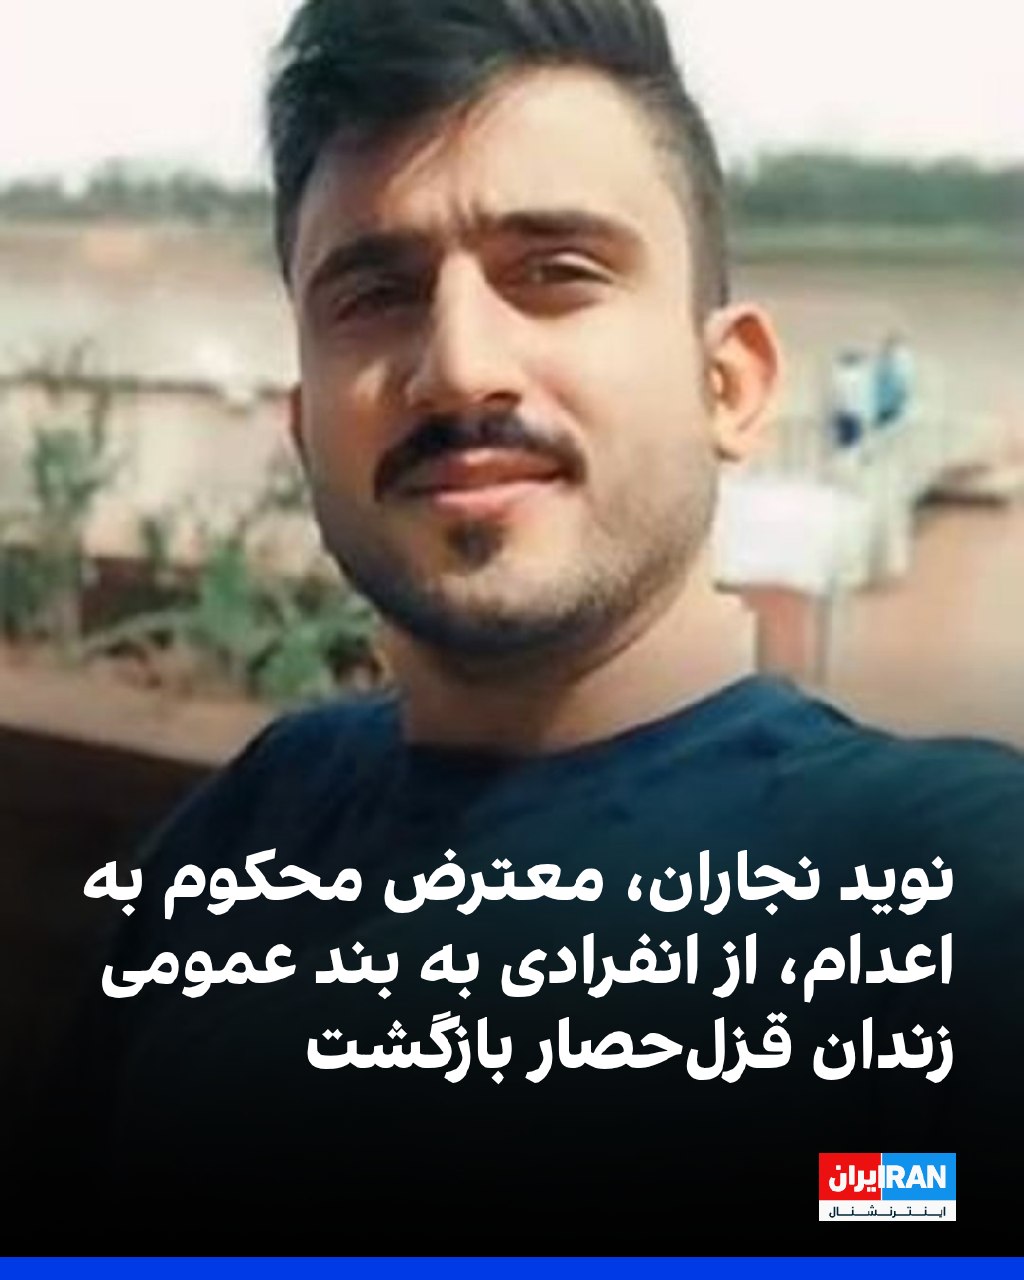 نوید نجاران، معترض محکوم به
اعدام، از انفرادی به بند عمومی
زندان قزل‌حصار بازگشت
ایران IRAN
اینترنشنال